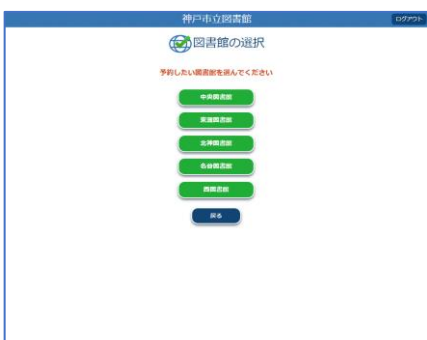 神戸市立図書館
ログアウト
図書館の選択
予約したい図書館を選んでください
中央図書館
東灘図書館
北神図書館
名谷図書館
西図書館
戻る